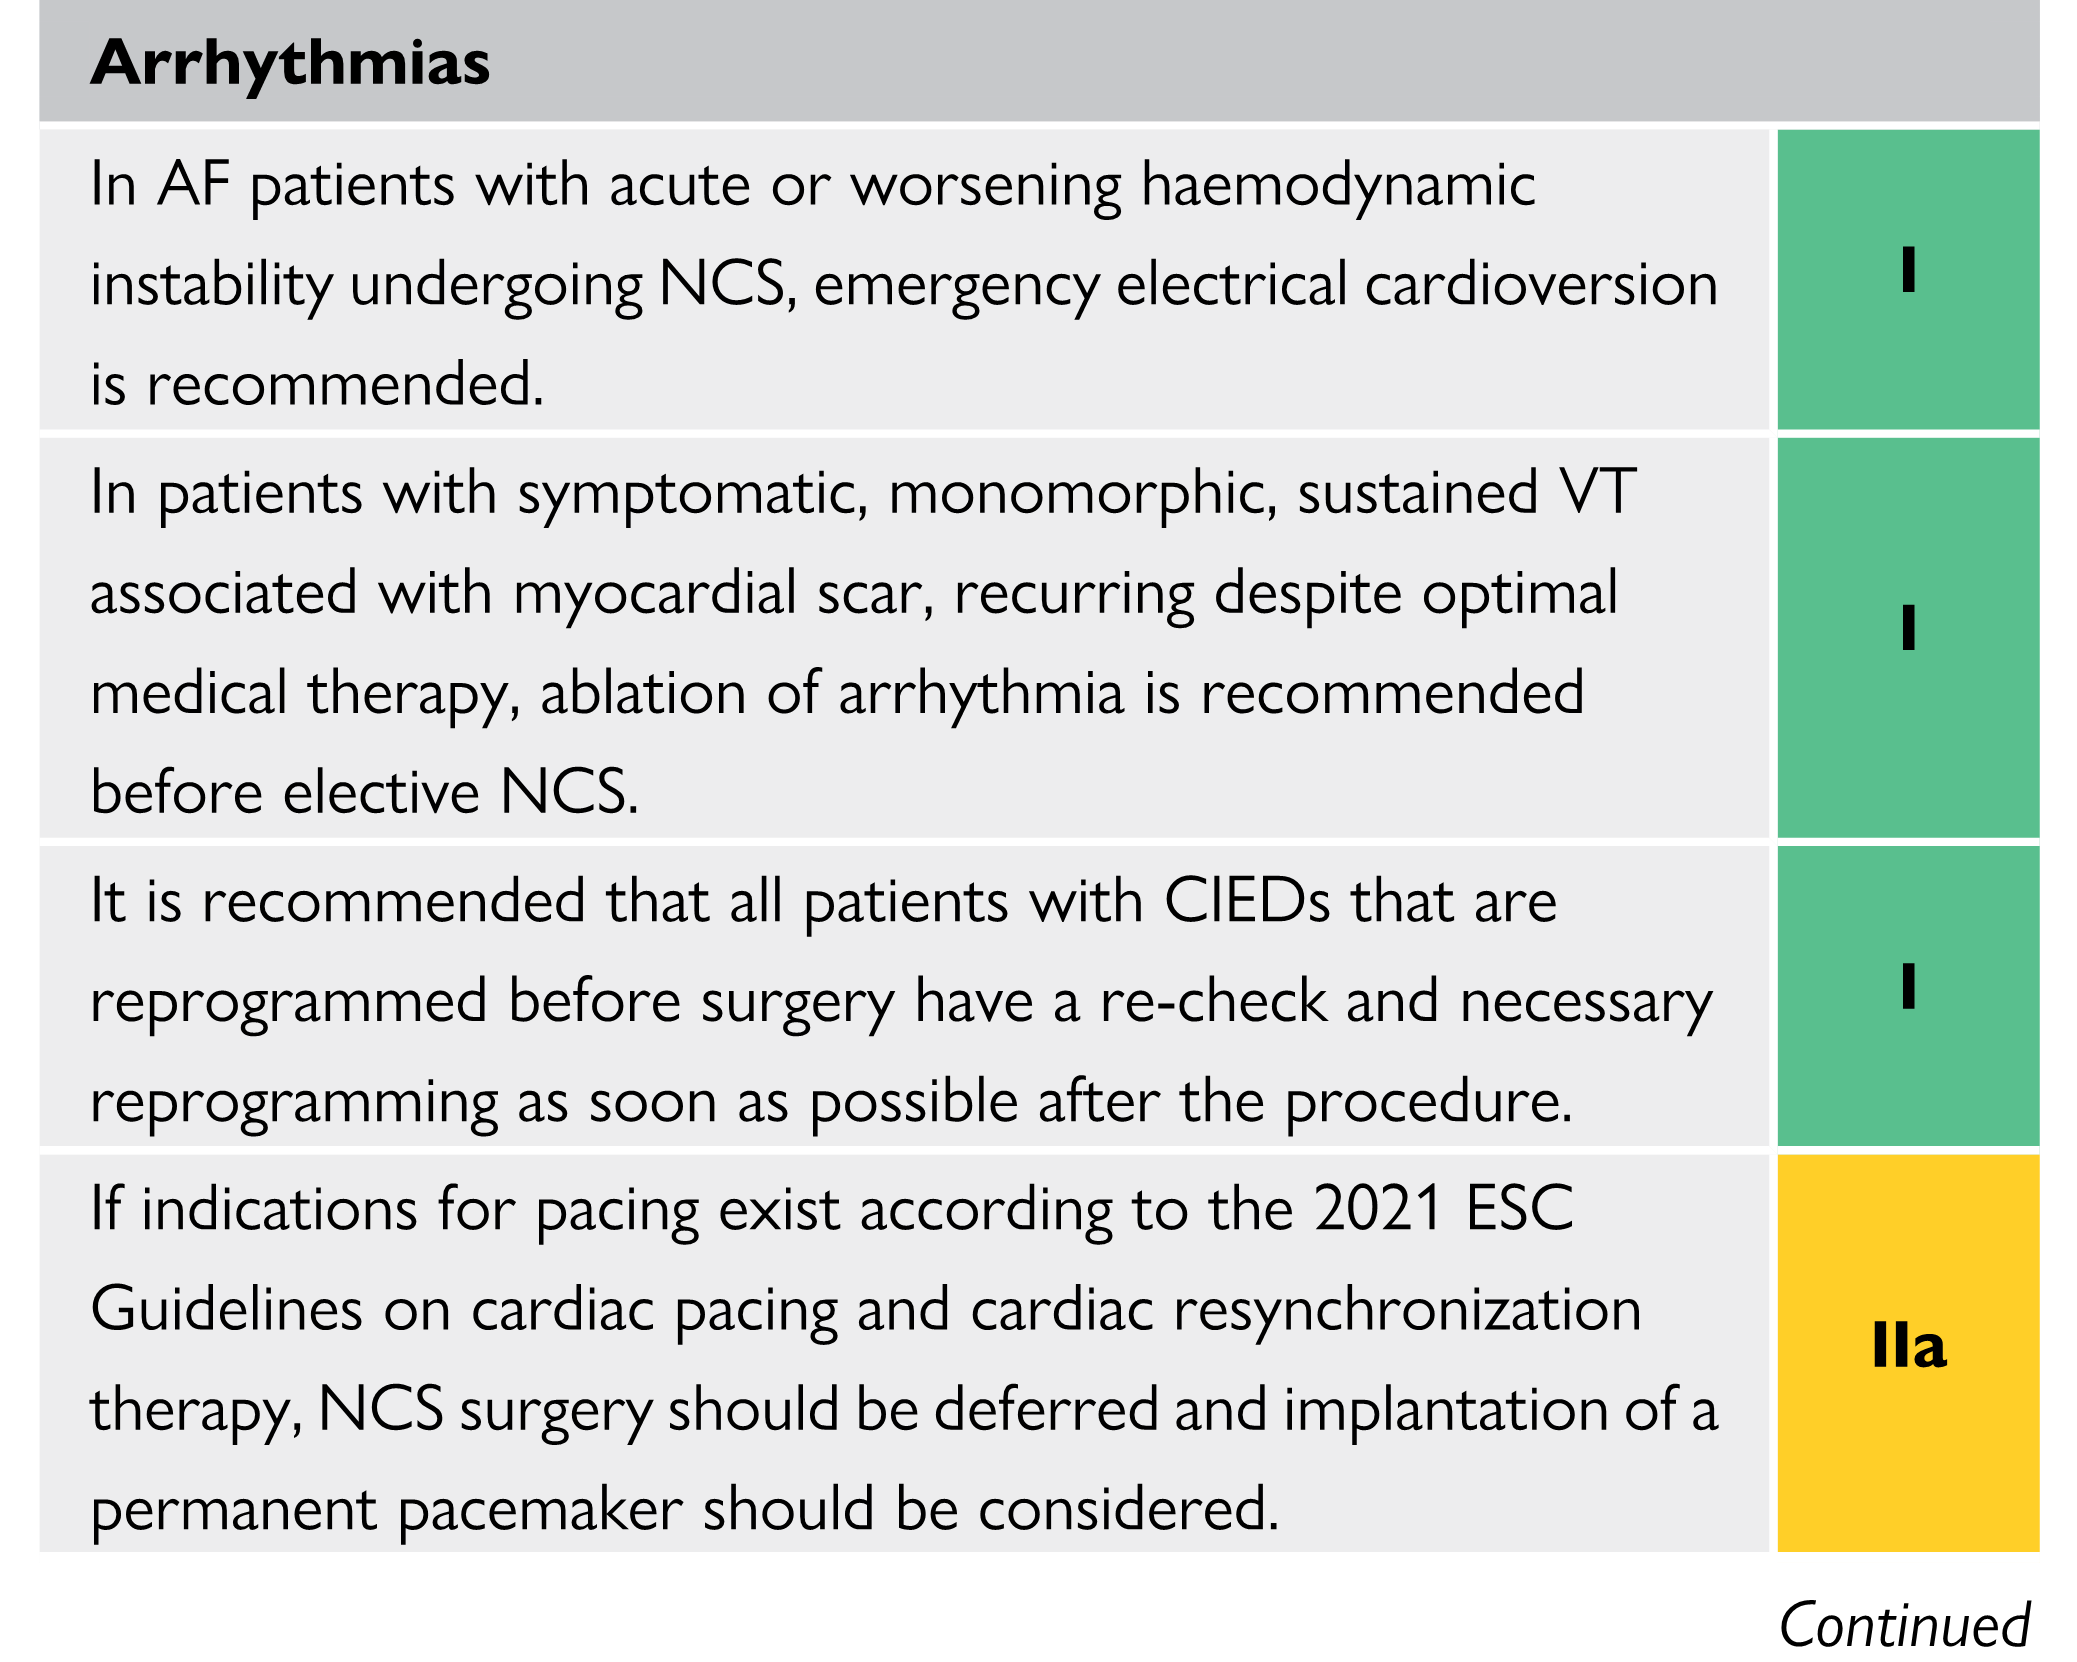 Arrhythmias
In AF patients with acute or worsening haemodynamic
instability undergoing NCS, emergency electrical cardioversion
is recommended.
I
In patients with symptomatic, monomorphic, sustained VT
associated with myocardial scar, recurring despite optimal
medical therapy, ablation of arrhythmia is recommended
before elective NCS.
I
It is recommended that all patients with CIEDs that are
reprogrammed before surgery have a re-check and necessary
reprogramming as soon as possible after the procedure.
I
If indications for pacing exist according to the 2021 ESC
Guidelines on cardiac pacing and cardiac resynchronization
therapy, NCS surgery should be deferred and implantation of a
permanent pacemaker should be considered.
IIa
Continued